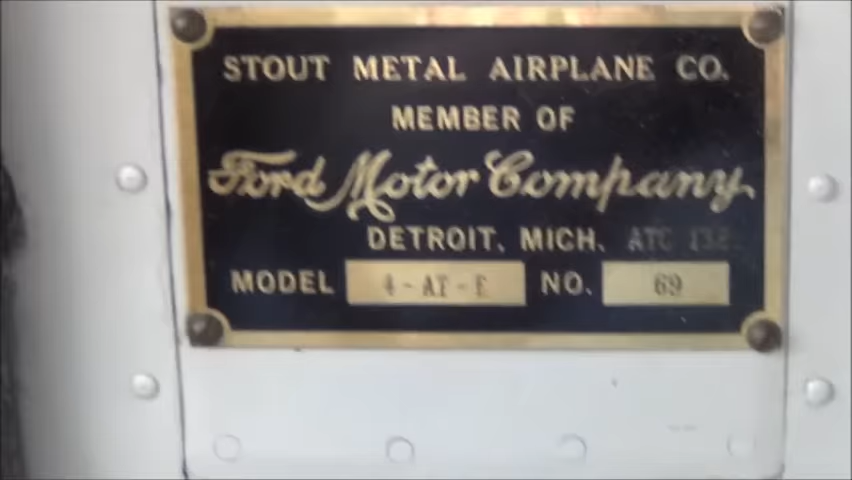 STOUT METAL AIRPLANE CO.
MEMBER OF
Ford Motor Company
DETROIT, MICH. ATC
MODEL 4-AT-E NO. 69